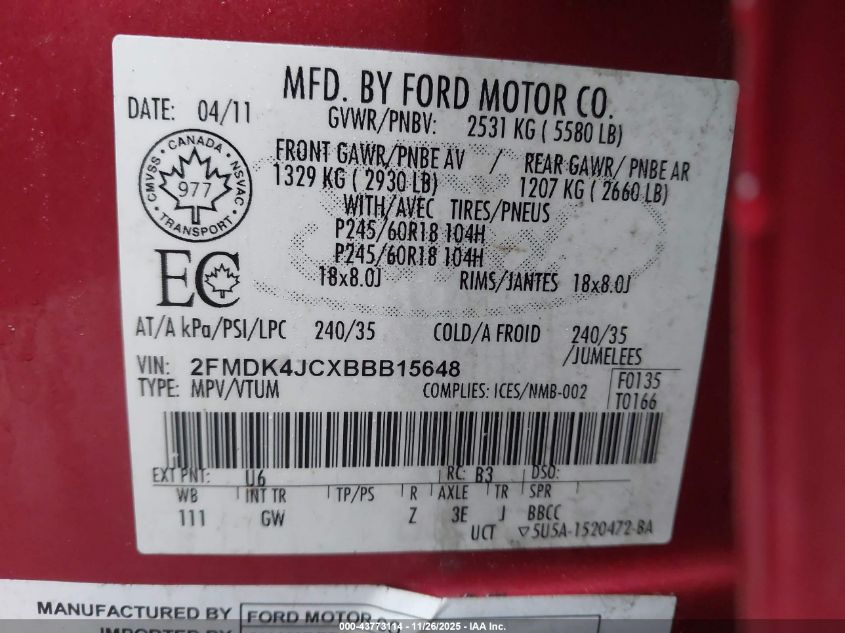 MFD. BY FORD MOTOR CO.
DATE: 04/11
GVWR/PNBV: 2531 KG ( 5580 LB)
FRONT GAWR/PNBE AV / REAR GAWR/ PNBE AR
1329 KG ( 2930 LB) 1207 KG ( 2660 LB)
WITH/AVEC TIRES/PNEUS
P245/60R18 104H
P245/60R18 104H
18x8.0J RIMS/JANTES 18x8.0J
CANADA
CMVSS 977 NSVAC
TRANSPORT
EC
AT/A kPa/PSI/LPC 240/35 COLD/A FROID 240/35
/JUMELEES
VIN: 2FMDK4JCXBBB15648
TYPE: MPV/VTUM COMPLIES: ICES/NMB-002
F0135
T0166
EXT PNT: U6 RC: B3 DSO:
WB INT TR TP/PS R AXLE TR SPR
111 GW Z 3E J BBCC
UCT 5U5A-1520472-BA
MANUFACTURED BY FORD MOTOR
IMPORTED BY
000-43773114 - 11/26/2025 - IAA Inc.